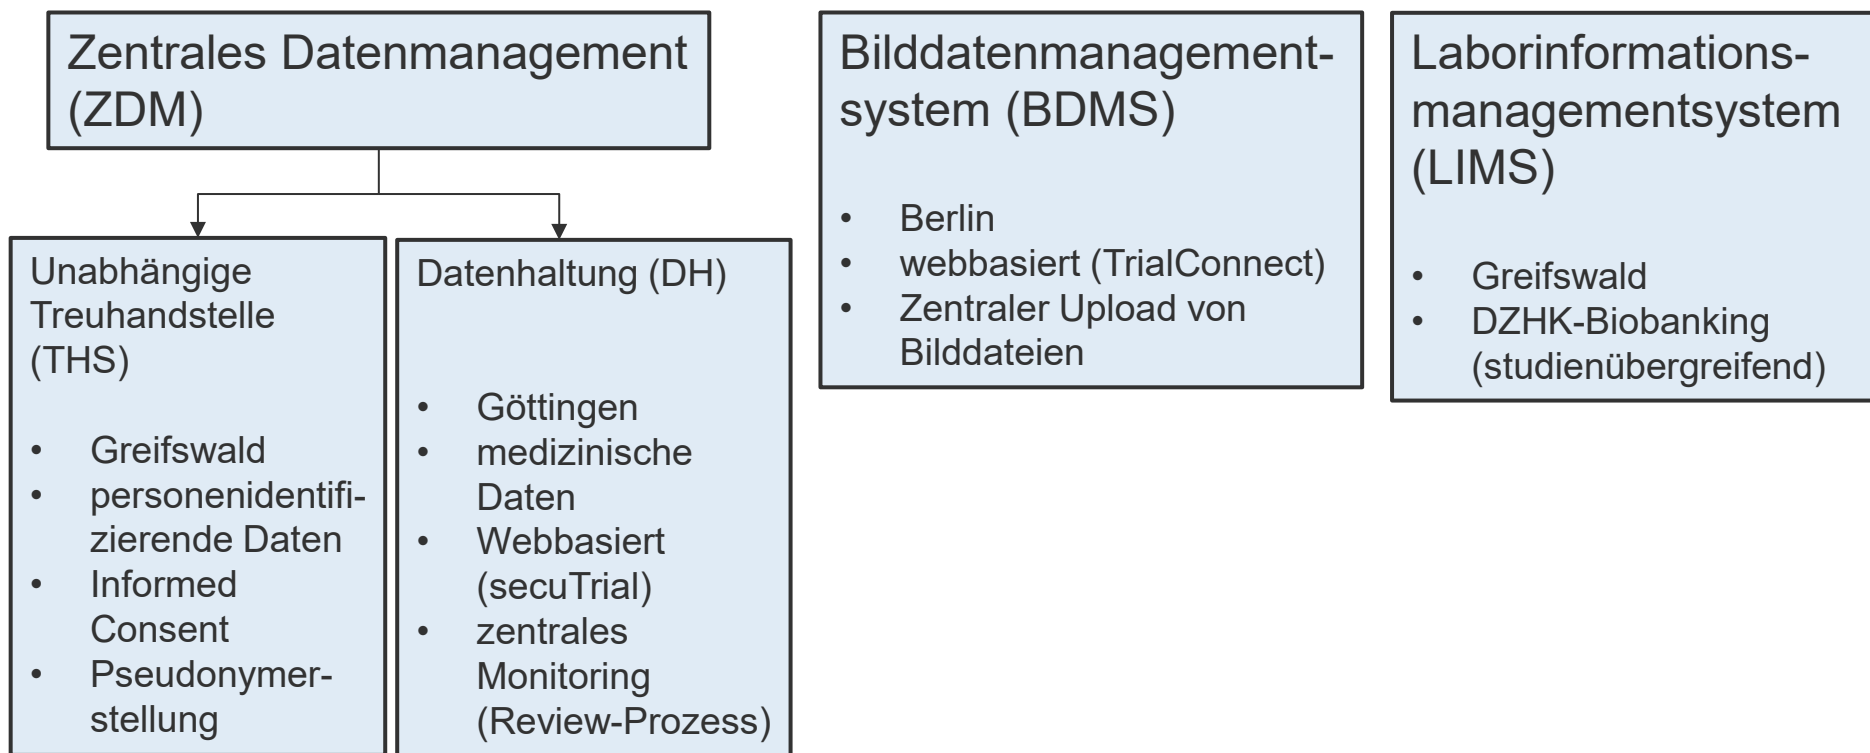 Zentrales Datenmanagement
(ZDM)
Unabhängige
Treuhandstelle
(THS)
• Greifswald
• personenidentifi-
zierende Daten
• Informed
Consent
• Pseudonymer-
stellung
Datenhaltung (DH)
• Göttingen
• medizinische
Daten
• Webbasiert
(secuTrial)
• zentrales
Monitoring
(Review-Prozess)
Bilddatenmanagement-
system (BDMS)
• Berlin
• webbasiert (TrialConnect)
• Zentraler Upload von
Bilddateien
Laborinformations-
managementsystem
(LIMS)
• Greifswald
• DZHK-Biobanking
(studienübergreifend)